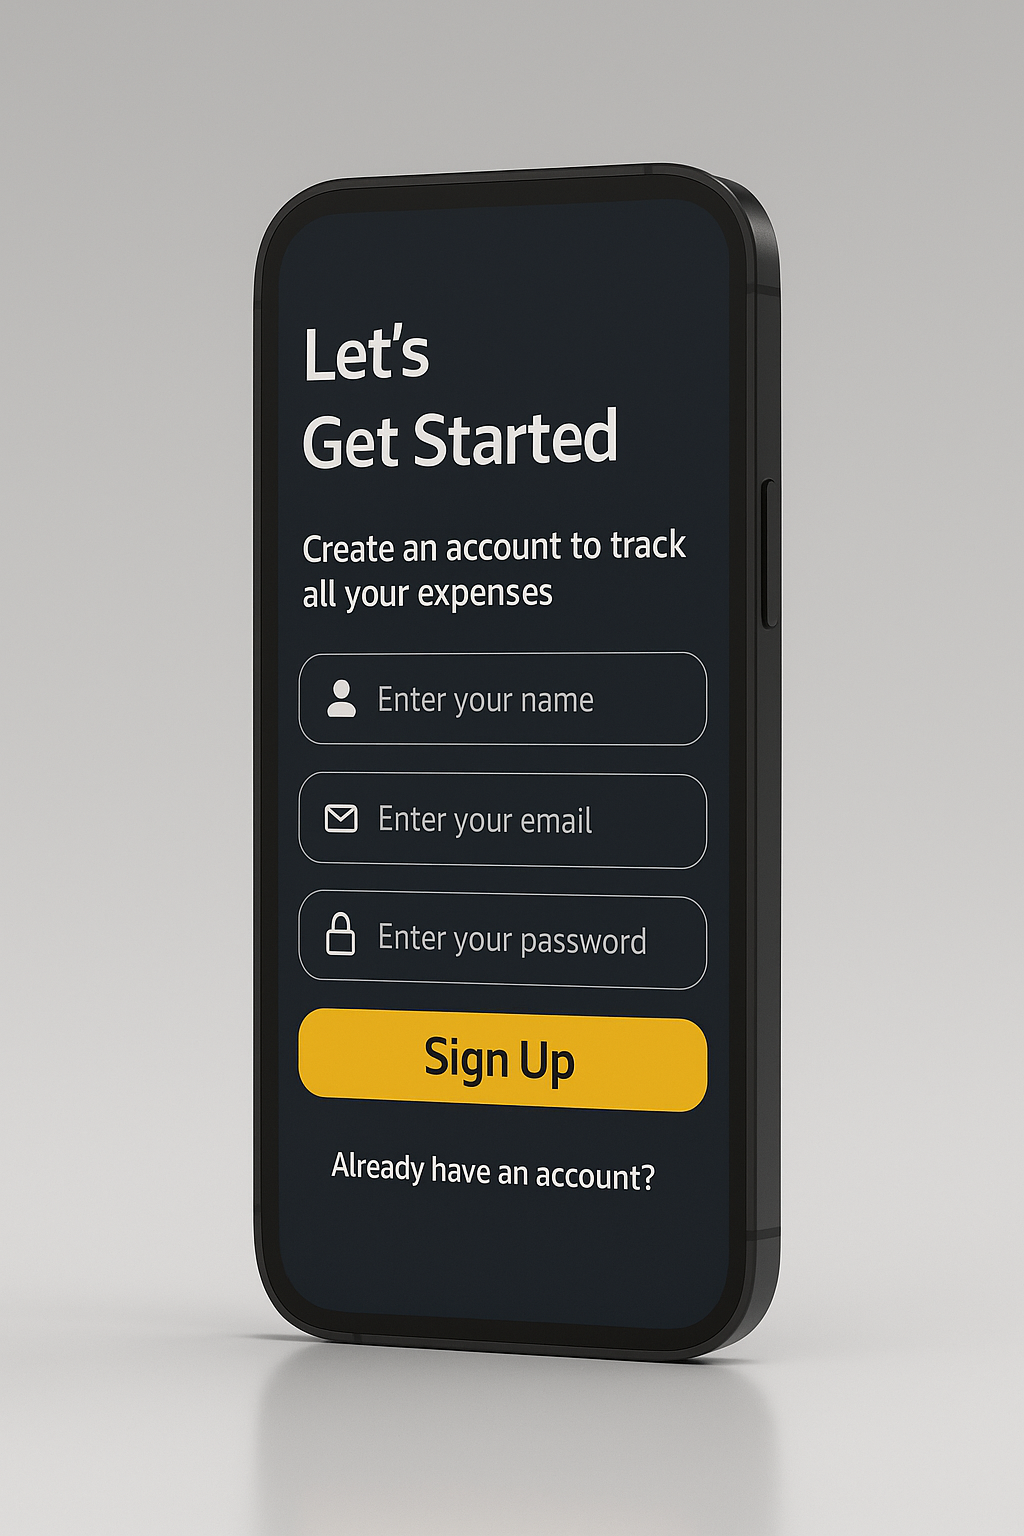 Let’s
Get Started
Create an account to track
all your expenses
Enter your name
Enter your email
Enter your password
Sign Up
Already have an account?